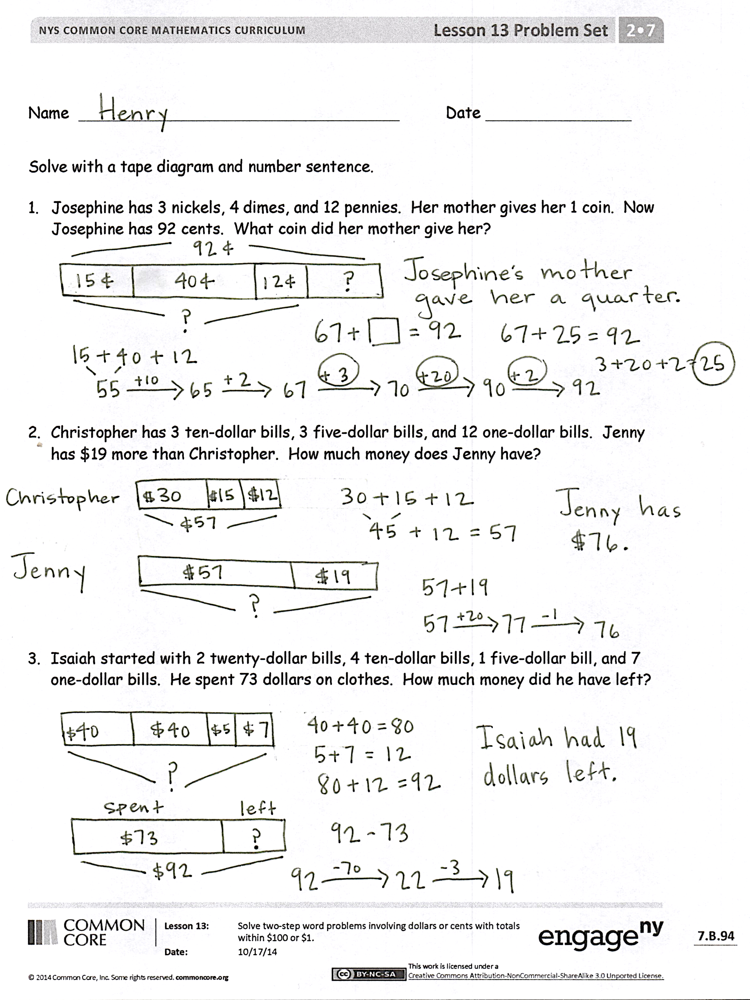 NYS COMMON CORE MATHEMATICS CURRICULUM Lesson 13 Problem Set 2•7
Name Henry Date
Solve with a tape diagram and number sentence.
1. Josephine has 3 nickels, 4 dimes, and 12 pennies. Her mother gives her 1 coin. Now
Josephine has 92 cents. What coin did her mother give her?
92¢
15¢ 40¢ 12¢ ?
?
Josephine's mother
gave her a quarter.
67 + □ = 92 67 + 25 = 92
15 + 40 + 12
3 + 20 + 2 = 25
55 +10 → 65 +2 → 67 +3 → 70 +20 → 90 +2 → 92
2. Christopher has 3 ten-dollar bills, 3 five-dollar bills, and 12 one-dollar bills. Jenny
has $19 more than Christopher. How much money does Jenny have?
Christopher $30 $15 $12
$57
30 + 15 + 12
45 + 12 = 57
Jenny has
$76.
Jenny $57 $19
?
57 + 19
57 +20 → 77 -1 → 76
3. Isaiah started with 2 twenty-dollar bills, 4 ten-dollar bills, 1 five-dollar bill, and 7
one-dollar bills. He spent 73 dollars on clothes. How much money did he have left?
$40 $40 $5 $7
?
40 + 40 = 80
5 + 7 = 12
80 + 12 = 92
Isaiah had 19
dollars left.
spent left
$73 ?
$92
92 - 73
92 -70 → 22 -3 → 19
COMMON
CORE
Lesson 13: Solve two-step word problems involving dollars or cents with totals
within $100 or $1.
Date: 10/17/14
engageny
7.B.94
© 2014 Common Core, Inc. Some rights reserved. commoncore.org
cc BY-NC-SA
This work is licensed under a
Creative Commons Attribution-NonCommercial-ShareAlike 3.0 Unported License.